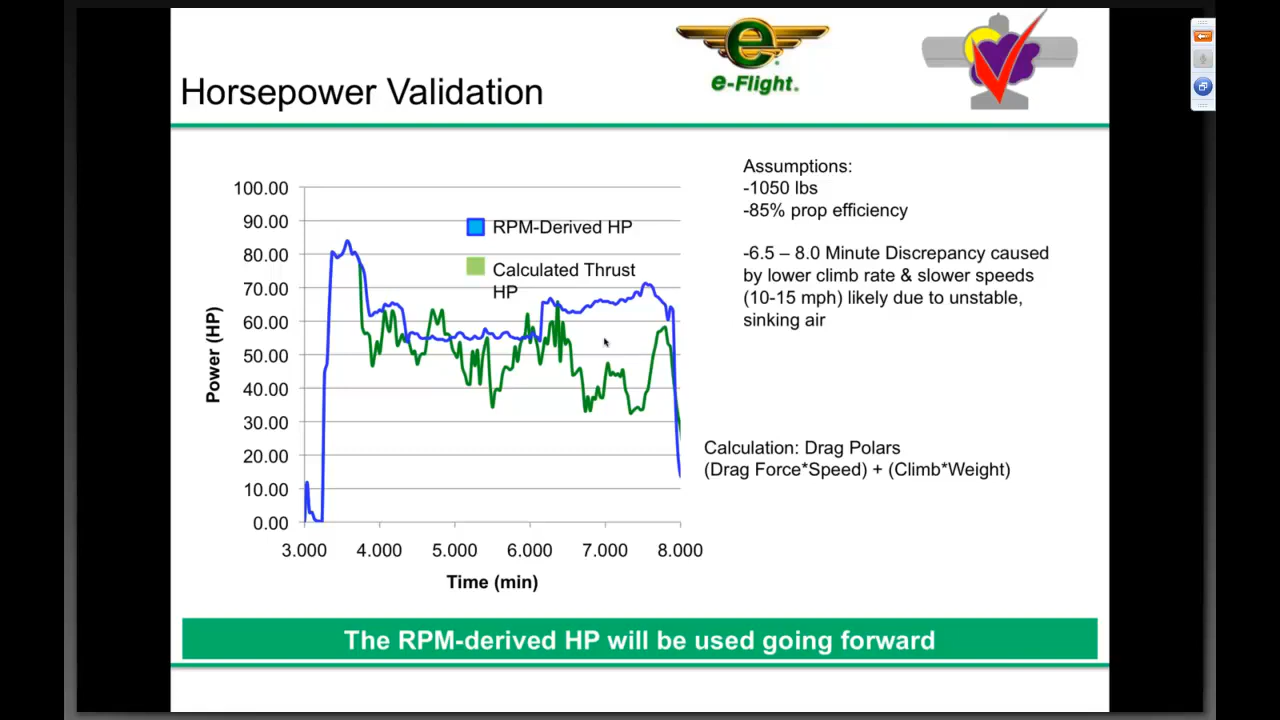 e
e-Flight.
Horsepower Validation
Assumptions:
-1050 lbs
-85% prop efficiency
-6.5 – 8.0 Minute Discrepancy caused
by lower climb rate & slower speeds
(10-15 mph) likely due to unstable,
sinking air
100.00
90.00
80.00
70.00
60.00
50.00
40.00
30.00
20.00
10.00
0.00
Power (HP)
RPM-Derived HP
Calculated Thrust
HP
3.000 4.000 5.000 6.000 7.000 8.000
Time (min)
Calculation: Drag Polars
(Drag Force*Speed) + (Climb*Weight)
The RPM-derived HP will be used going forward